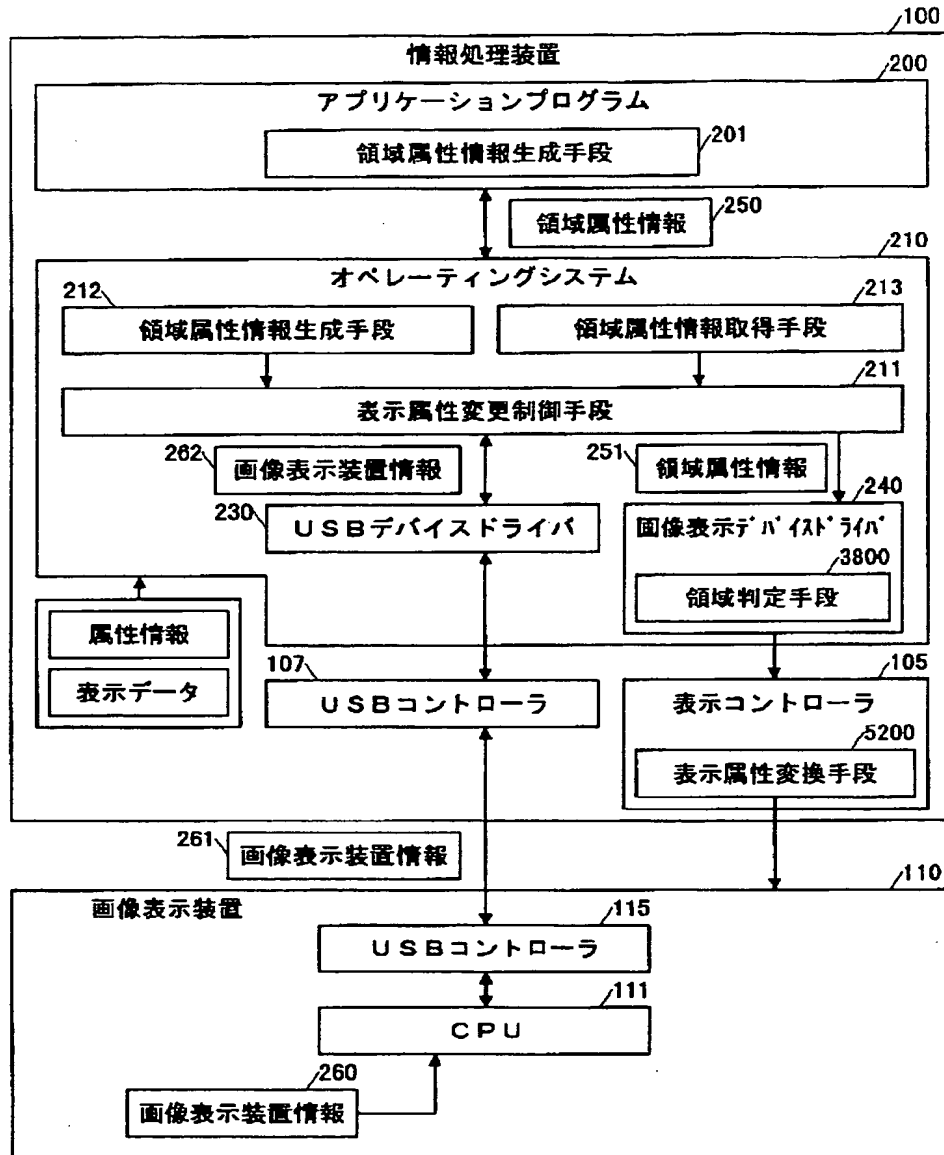 100
情報処理装置
200
アプリケーションプログラム
201
領域属性情報生成手段
領域属性情報
250
210
オペレーティングシステム
212
領域属性情報生成手段
213
領域属性情報取得手段
211
表示属性変更制御手段
262
画像表示装置情報
251
領域属性情報
230
USBデバイスドライバ
240
画像表示デバイスドライバ
3800
領域判定手段
属性情報
表示データ
107
USBコントローラ
105
表示コントローラ
5200
表示属性変換手段
261
画像表示装置情報
110
画像表示装置
115
USBコントローラ
111
CPU
260
画像表示装置情報